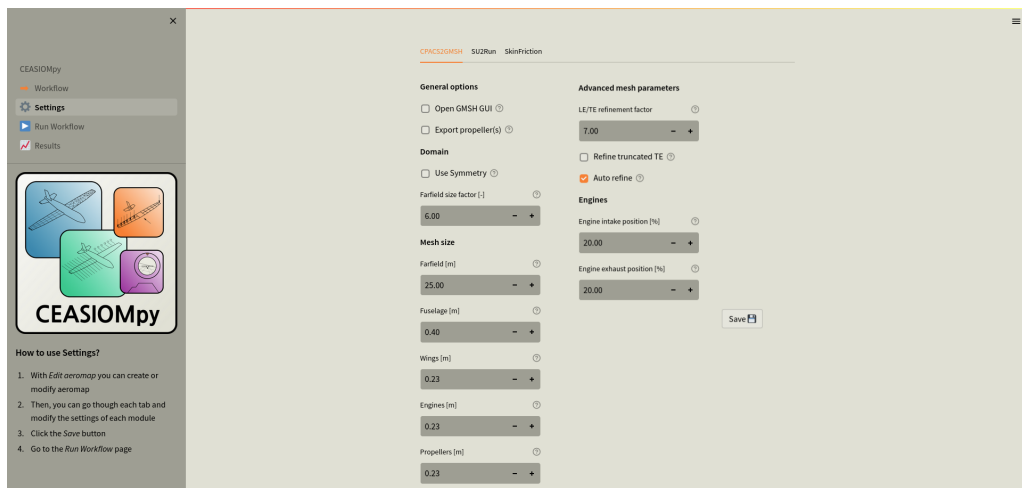 CEASIOMpy
Workflow
Settings
Run Workflow
Results
CEASIOMpy
How to use Settings?
1. With Edit aeromap you can create or
modify aeromap
2. Then, you can go though each tab and
modify the settings of each module
3. Click the Save button
4. Go to the Run Workflow page
CPACS2GMSH SU2Run SkinFriction
General options
Open GMSH GUI
Export propeller(s)
Domain
Use Symmetry
Farfield size factor [-]
6.00
Mesh size
Farfield [m]
25.00
Fuselage [m]
0.40
Wings [m]
0.23
Engines [m]
0.23
Propellers [m]
0.23
Advanced mesh parameters
LE/TE refinement factor
7.00
Refine truncated TE
Auto refine
Engines
Engine intake position [%]
20.00
Engine exhaust position [%]
20.00
Save